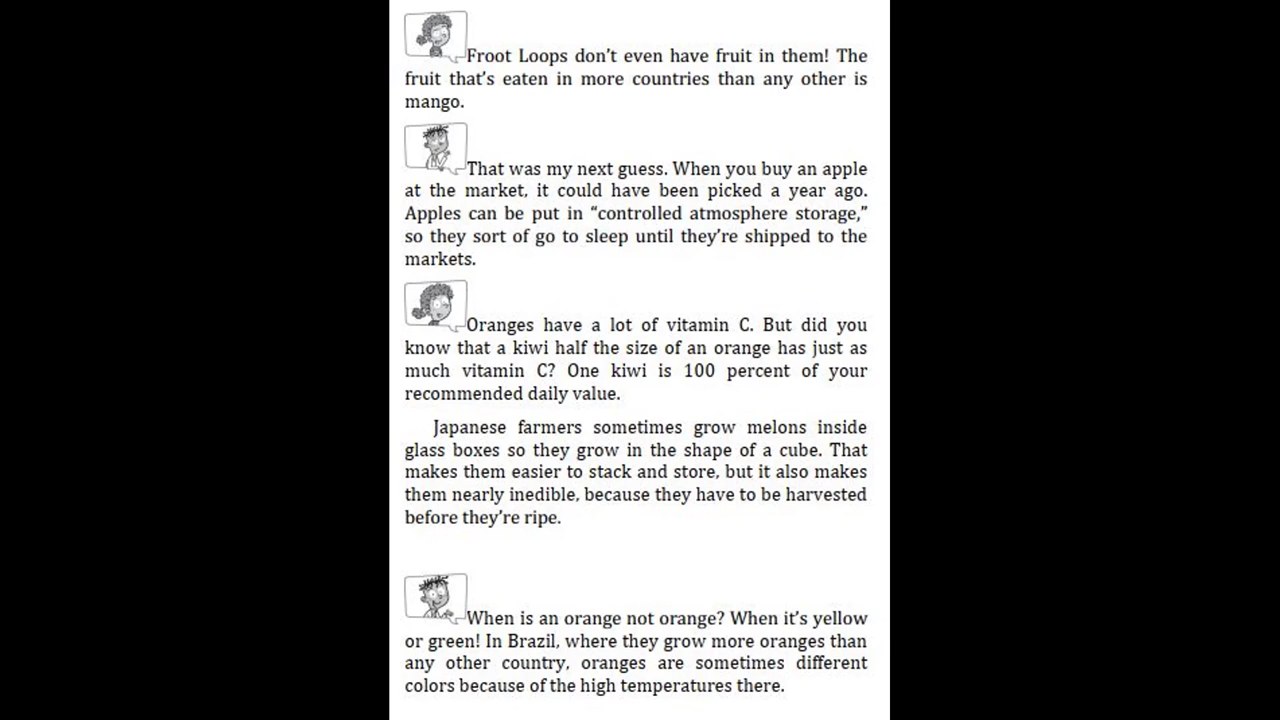 Froot Loops don’t even have fruit in them! The
fruit that’s eaten in more countries than any other is
mango.
That was my next guess. When you buy an apple
at the market, it could have been picked a year ago.
Apples can be put in “controlled atmosphere storage,”
so they sort of go to sleep until they’re shipped to the
markets.
Oranges have a lot of vitamin C. But did you
know that a kiwi half the size of an orange has just as
much vitamin C? One kiwi is 100 percent of your
recommended daily value.
Japanese farmers sometimes grow melons inside
glass boxes so they grow in the shape of a cube. That
makes them easier to stack and store, but it also makes
them nearly inedible, because they have to be harvested
before they’re ripe.
When is an orange not orange? When it’s yellow
or green! In Brazil, where they grow more oranges than
any other country, oranges are sometimes different
colors because of the high temperatures there.